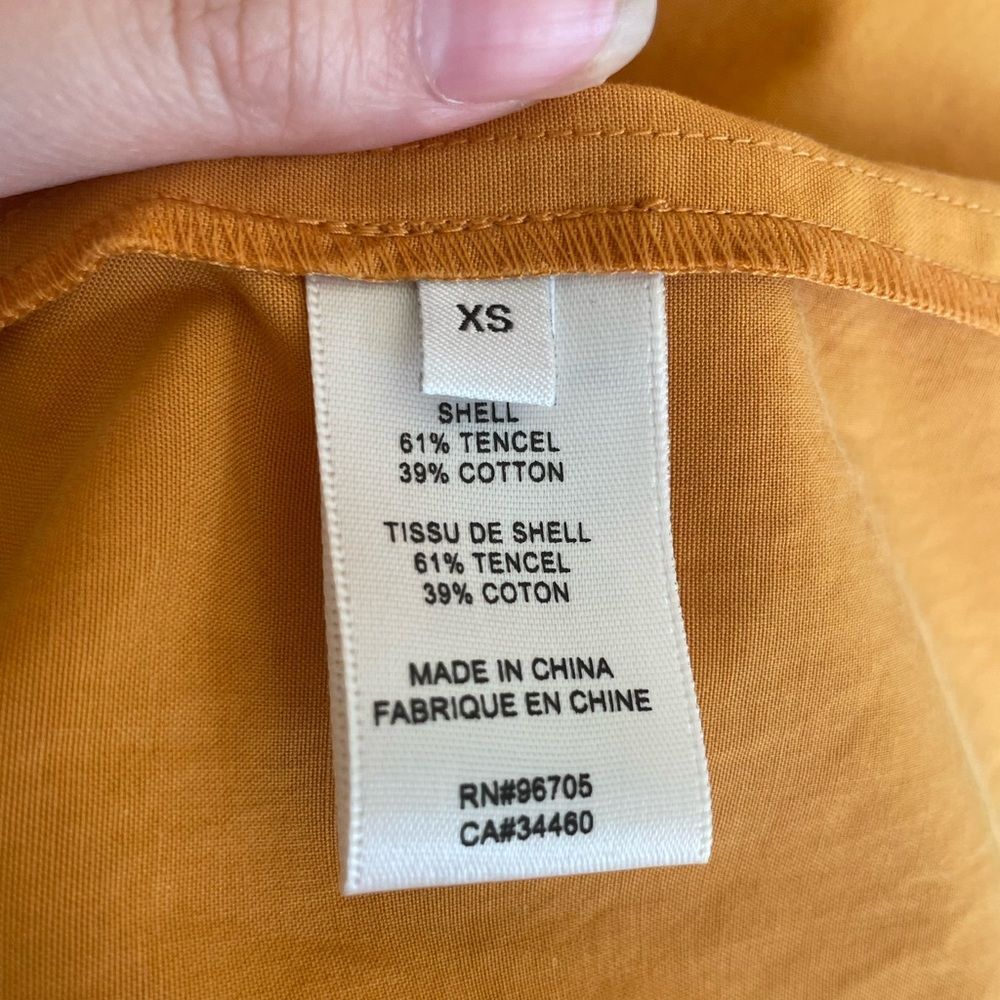 XS
SHELL
61% TENCEL
39% COTTON
TISSU DE SHELL
61% TENCEL
39% COTON
MADE IN CHINA
FABRIQUE EN CHINE
RN#96705
CA#34460